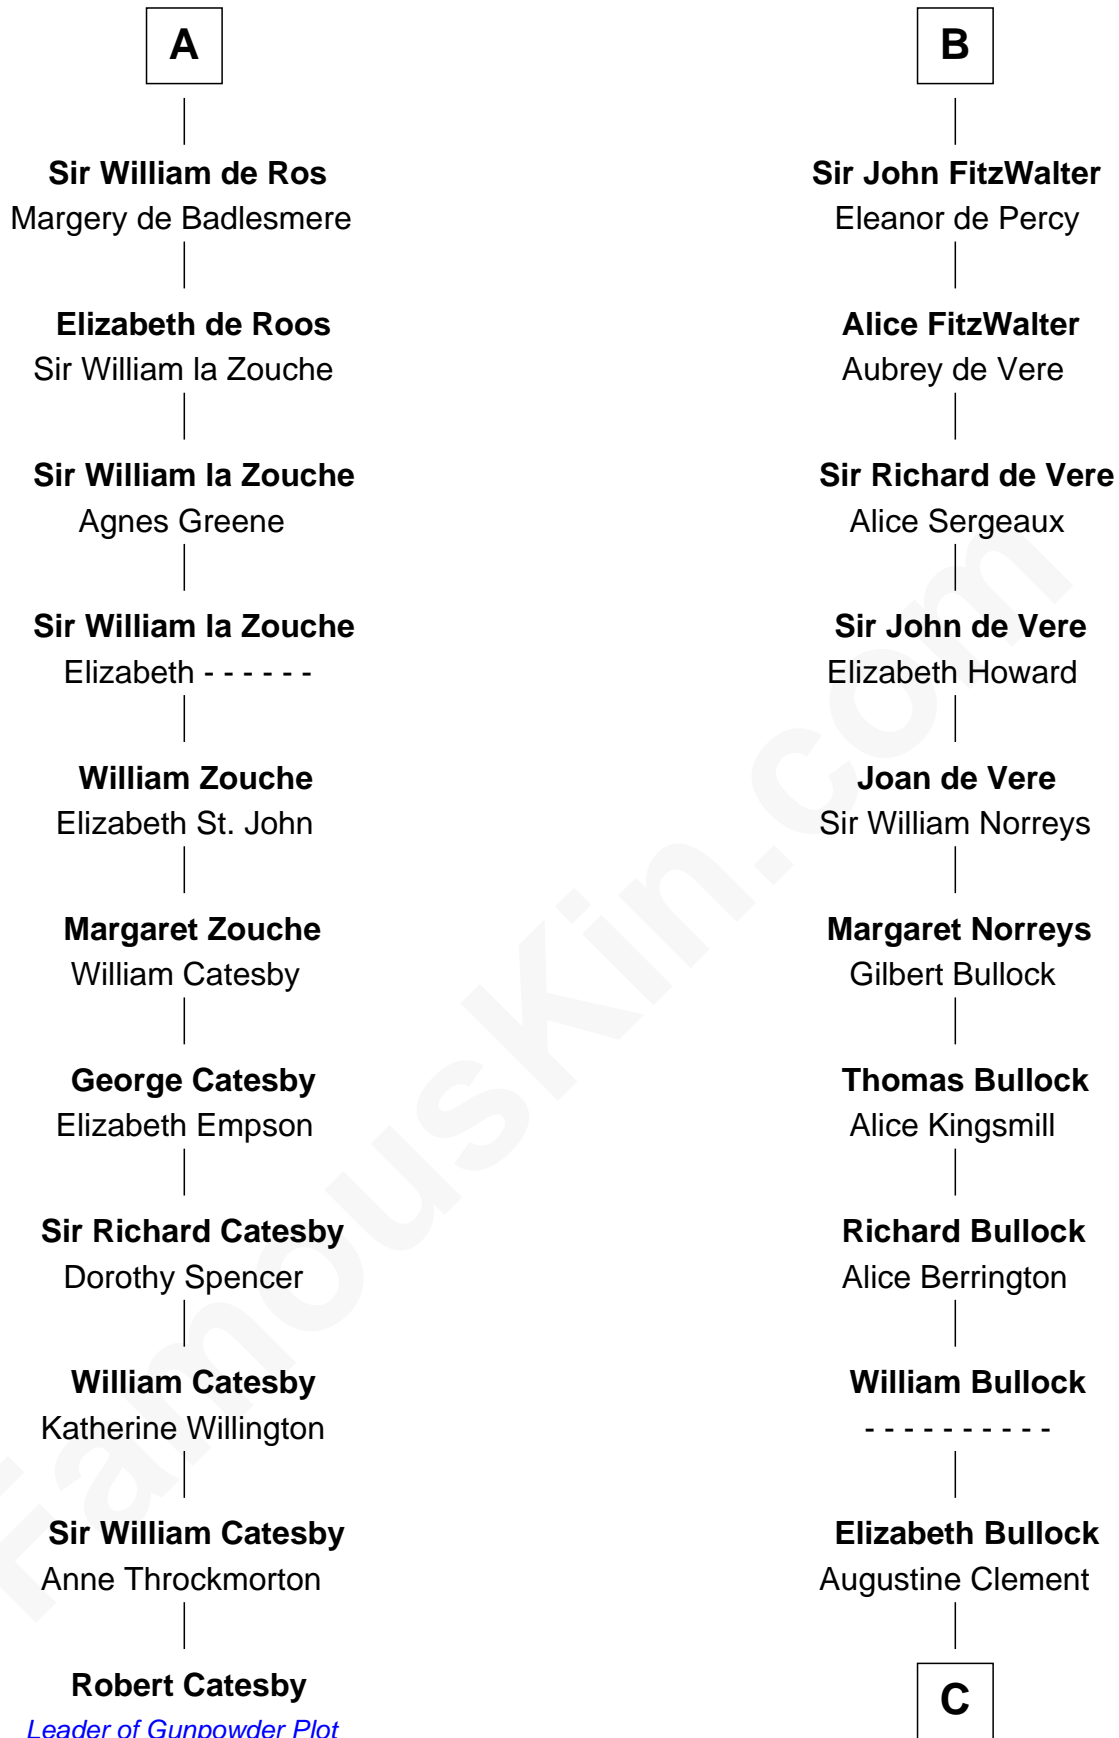 A
Sir William de Ros
Margery de Badlesmere
Elizabeth de Roos
Sir William la Zouche
Sir William la Zouche
Agnes Greene
Sir William la Zouche
Elizabeth - - - - - -
William Zouche
Elizabeth St. John
Margaret Zouche
William Catesby
George Catesby
Elizabeth Empson
Sir Richard Catesby
Dorothy Spencer
William Catesby
Katherine Willington
Sir William Catesby
Anne Throckmorton
Robert Catesby
Leader of Gunpowder Plot
B
Sir John FitzWalter
Eleanor de Percy
Alice FitzWalter
Aubrey de Vere
Sir Richard de Vere
Alice Sergeaux
Sir John de Vere
Elizabeth Howard
Joan de Vere
Sir William Norreys
Margaret Norreys
Gilbert Bullock
Thomas Bullock
Alice Kingsmill
Richard Bullock
Alice Berrington
William Bullock
- - - - - - - - - -
Elizabeth Bullock
Augustine Clement
C
FamousKin.com